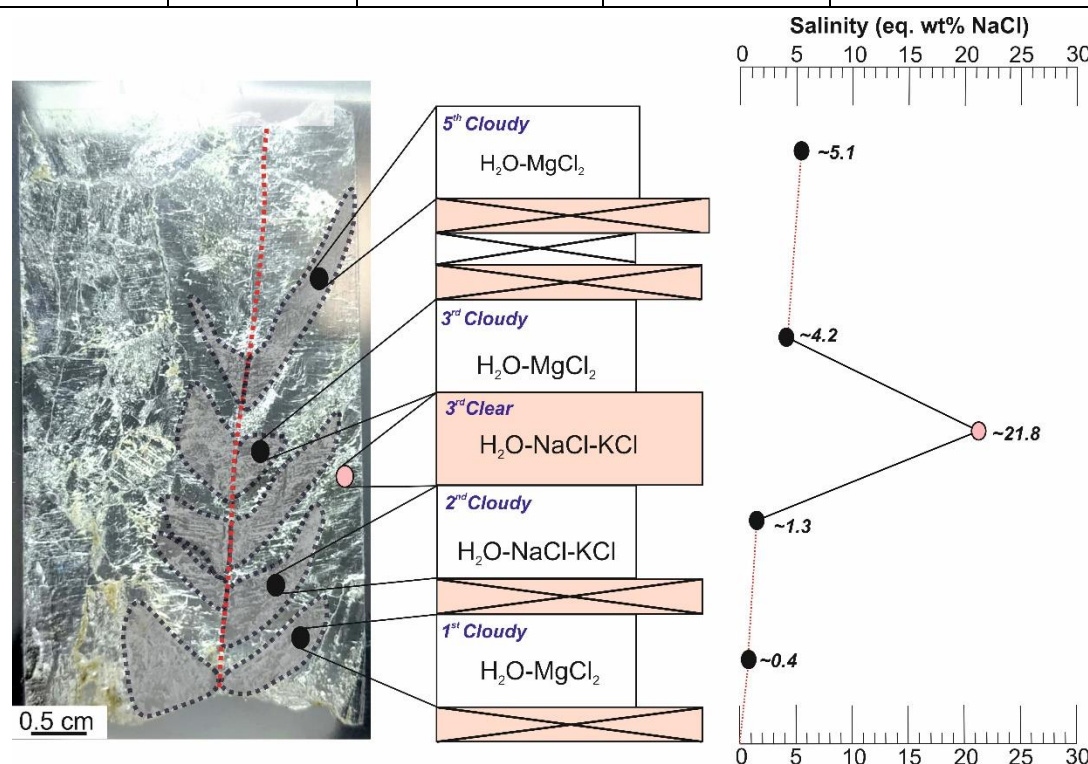 Salinity (eq. wt% NaCl)
0 5 10 15 20 25 30
5th Cloudy
H₂O-MgCl₂
~5.1
3rd Cloudy
H₂O-MgCl₂
~4.2
3rd Clear
H₂O-NaCl-KCl
~21.8
2nd Cloudy
H₂O-NaCl-KCl
~1.3
1st Cloudy
H₂O-MgCl₂
~0.4
0.5 cm
0 5 10 15 20 25 30